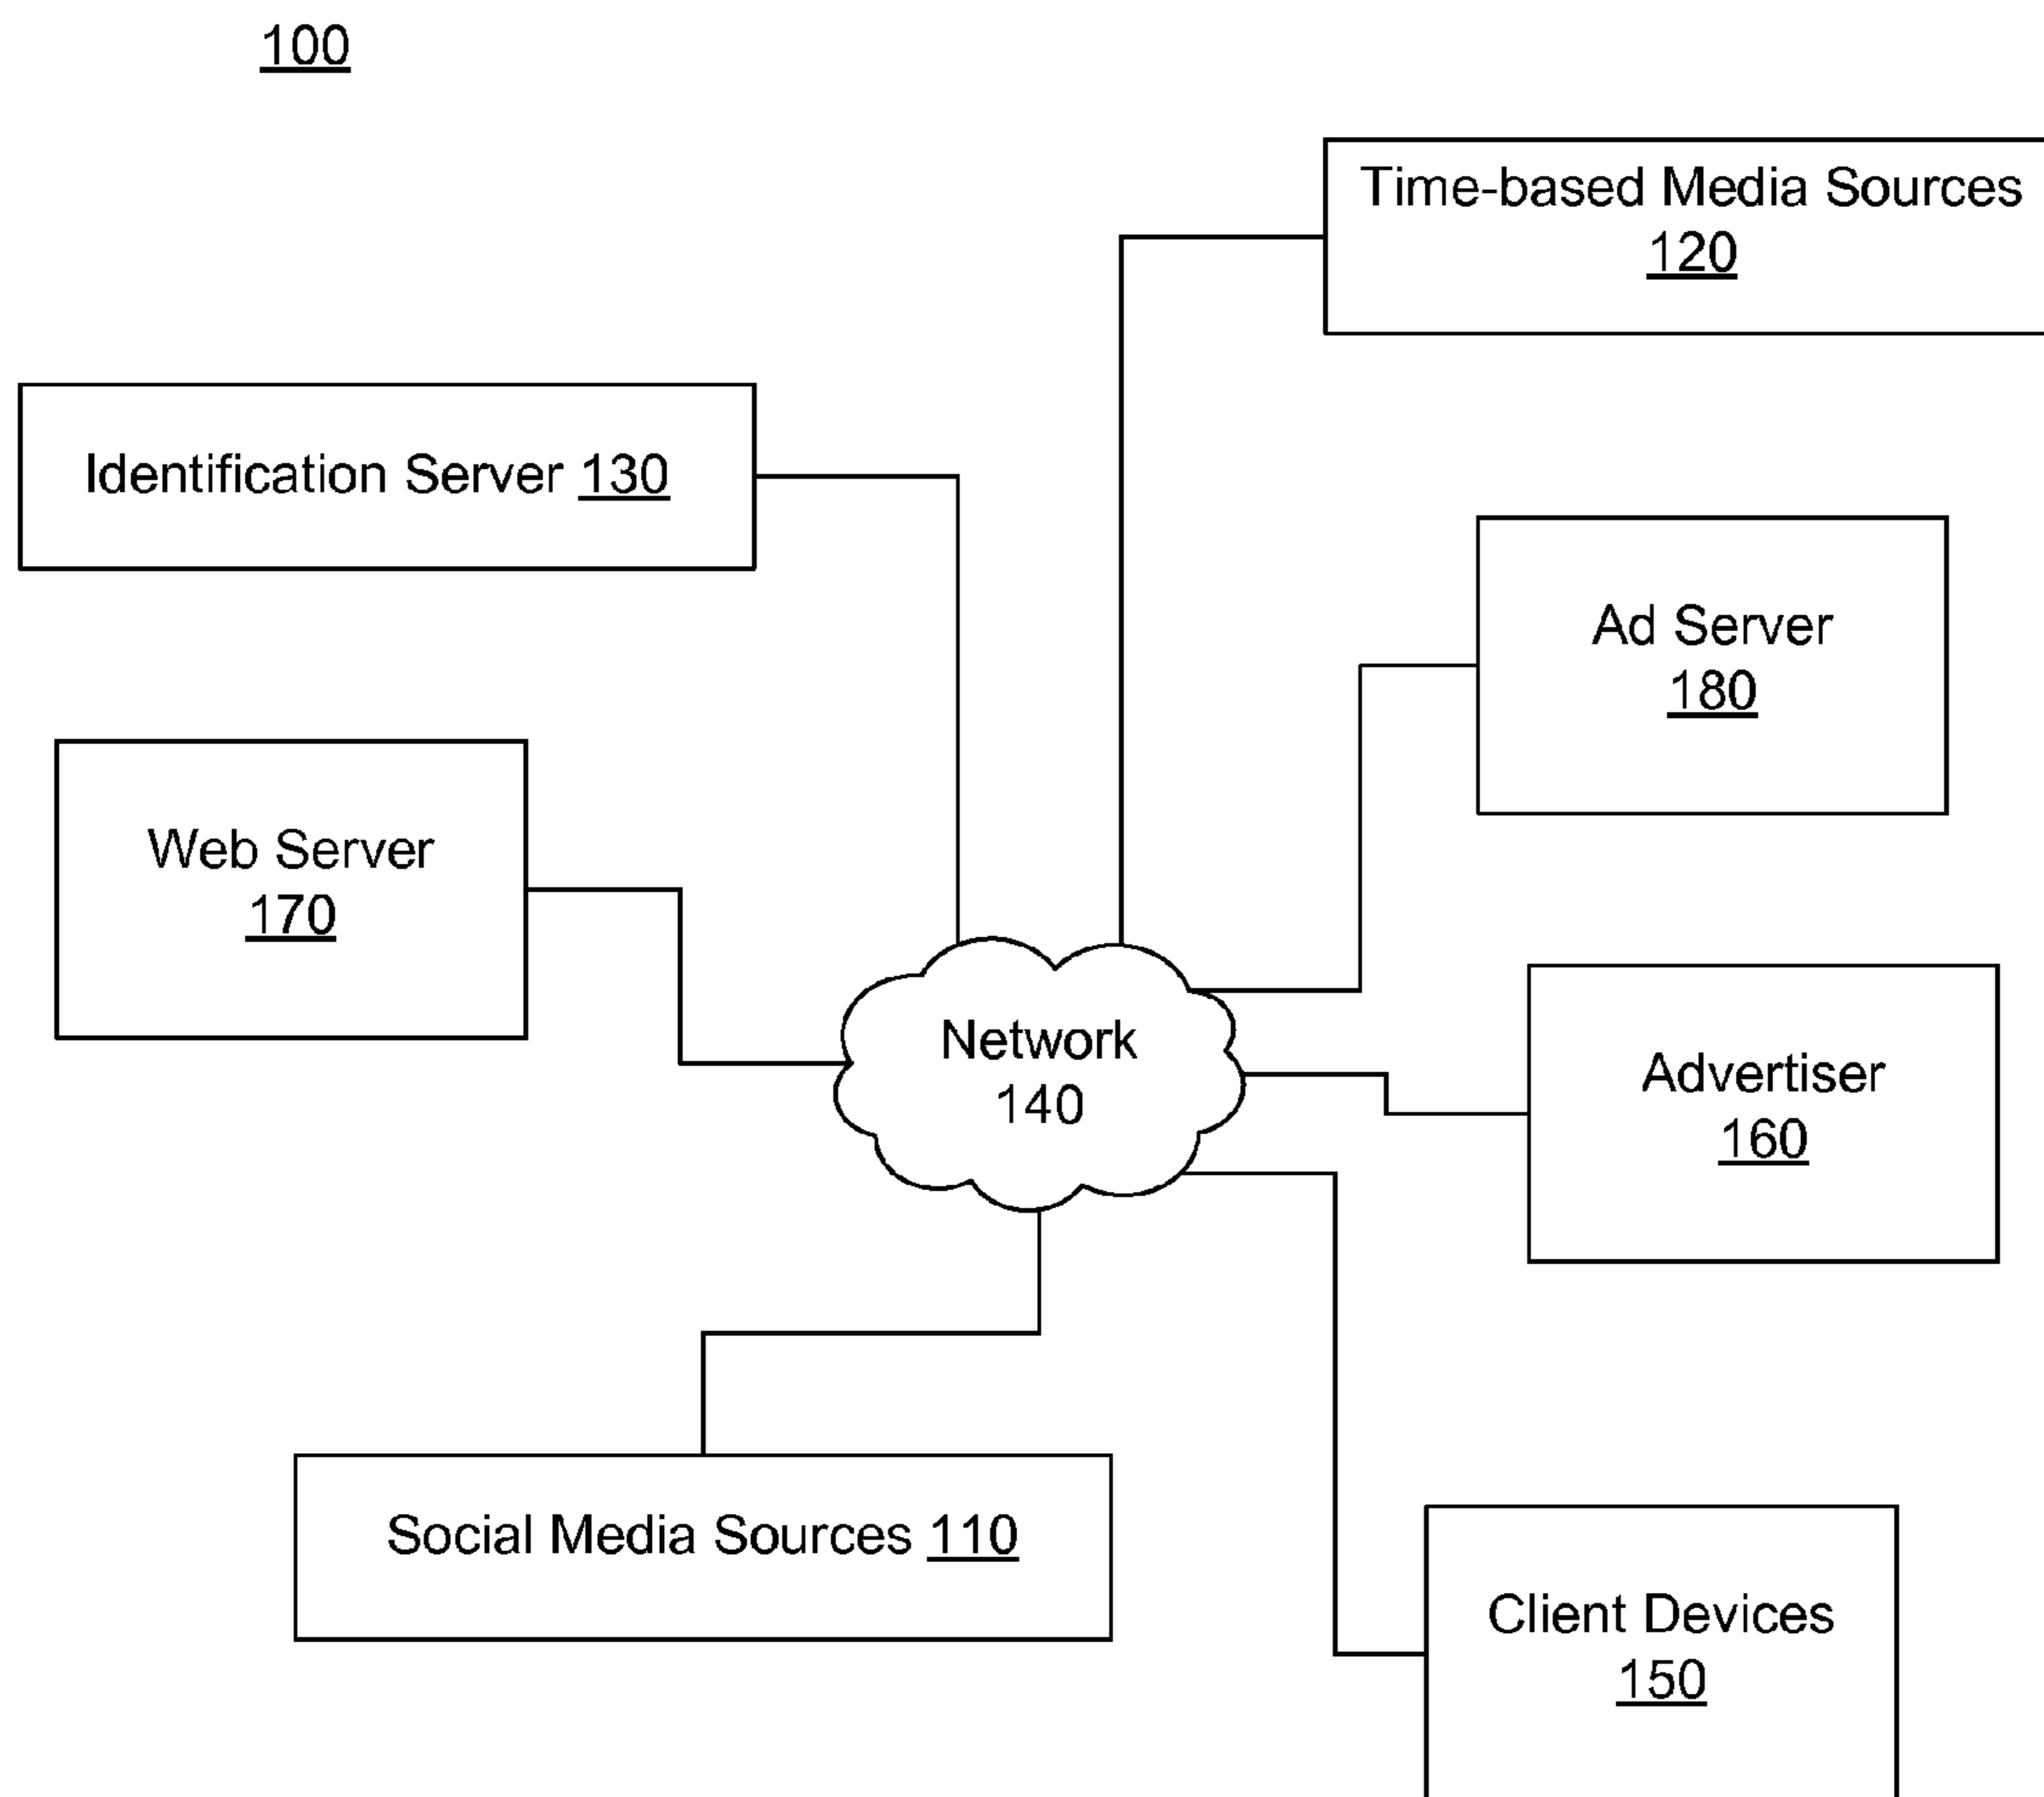 100
Time-based Media Sources
120
Identification Server 130
Ad Server
180
Web Server
170
Network
140
Advertiser
160
Social Media Sources 110
Client Devices
150